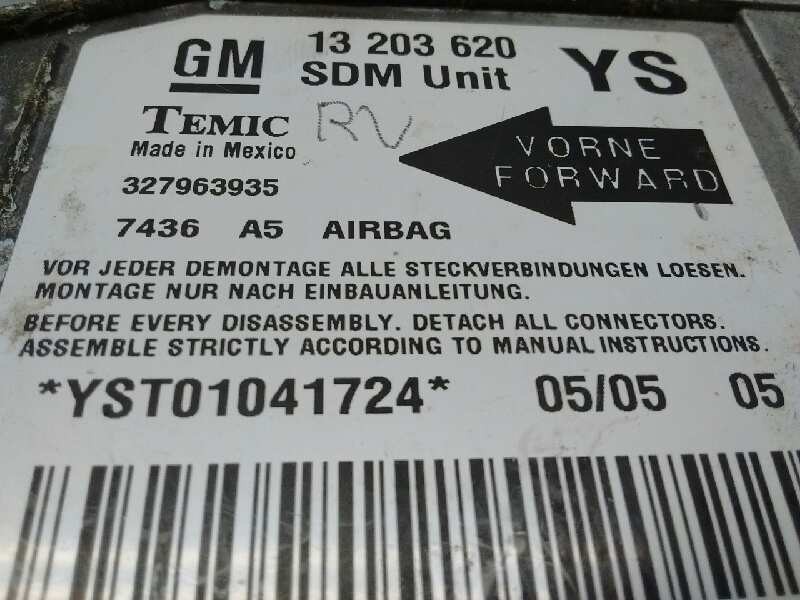 GM 13 203 620 YS
SDM Unit
TEMIC RV
Made in Mexico
VORNE
FORWARD
327963935
7436 A5 AIRBAG
VOR JEDER DEMONTAGE ALLE STECKVERBINDUNGEN LOESEN.
MONTAGE NUR NACH EINBAUANLEITUNG.
BEFORE EVERY DISASSEMBLY. DETACH ALL CONNECTORS.
ASSEMBLE STRICTLY ACCORDING TO MANUAL INSTRUCTIONS.
*YST01041724* 05/05 05